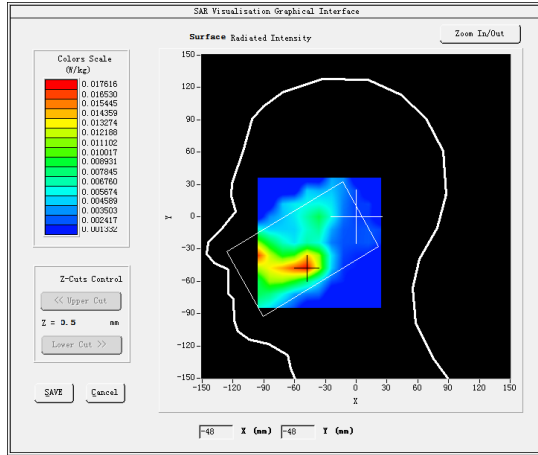 SAR Visualisation Graphical Interface
Surface Radiated Intensity
Zoom In/Out
Colors Scale
(W/kg)
0.017616
0.016530
0.015445
0.014359
0.013274
0.012188
0.011102
0.010017
0.008931
0.007845
0.006760
0.005674
0.004589
0.003503
0.002417
0.001332
Z-Cuts Control
<< Upper Cut
Z = 3.5 mm
Lower Cut >>
SAVE
Cancel
150
120
90
60
30
Y
0
-30
-60
-90
-120
-150
-150 -120 -90 -60 -30 0 30 60 90 120 150
X
-48 X (mm) -48 Y (mm)